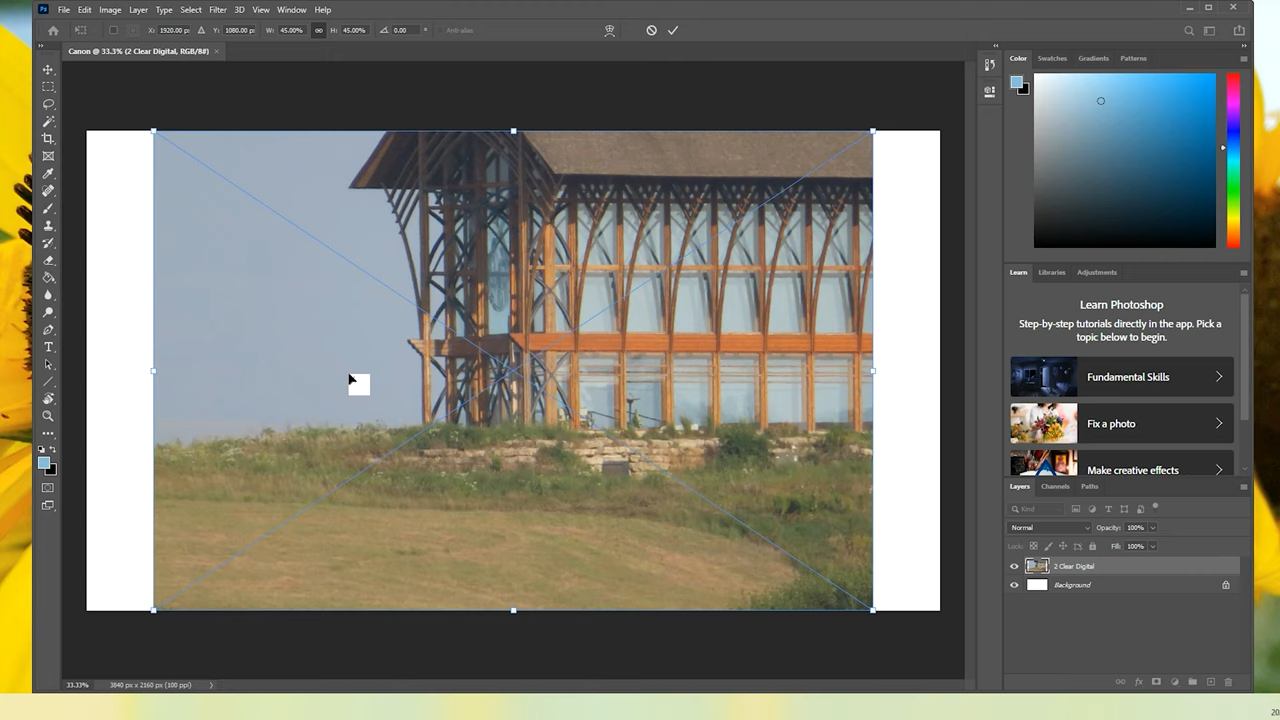 Ps File Edit Image Layer Type Select Filter 3D View Window Help
X: 1920.00 px Y: 1080.00 px W: 45.00% H: 45.00% 0.00 ° Anti-alias
Canon @ 33.3% (2 Clear Digital, RGB/8#) ×
Color Swatches Gradients Patterns
Learn Libraries Adjustments
Learn Photoshop
Step-by-step tutorials directly in the app. Pick a
topic below to begin.
Fundamental Skills
Fix a photo
Make creative effects
Layers Channels Paths
Kind
Normal Opacity: 100%
Lock: Fill: 100%
2 Clear Digital
Background
33.33% 3840 px x 2160 px (100 ppi)
20